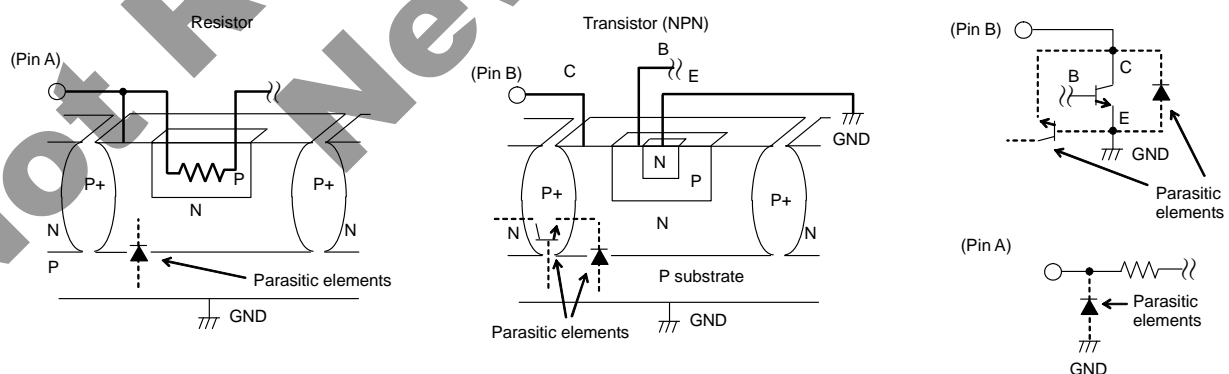 Resistor
(Pin A)
P+
N
P
P
N
P+
N
Parasitic elements
GND
Transistor (NPN)
(Pin B)
C
B
E
GND
P+
N
N
P
N
P+
N
P substrate
Parasitic elements
GND
(Pin B)
C
B
E
GND
Parasitic
elements
(Pin A)
Parasitic
elements
GND